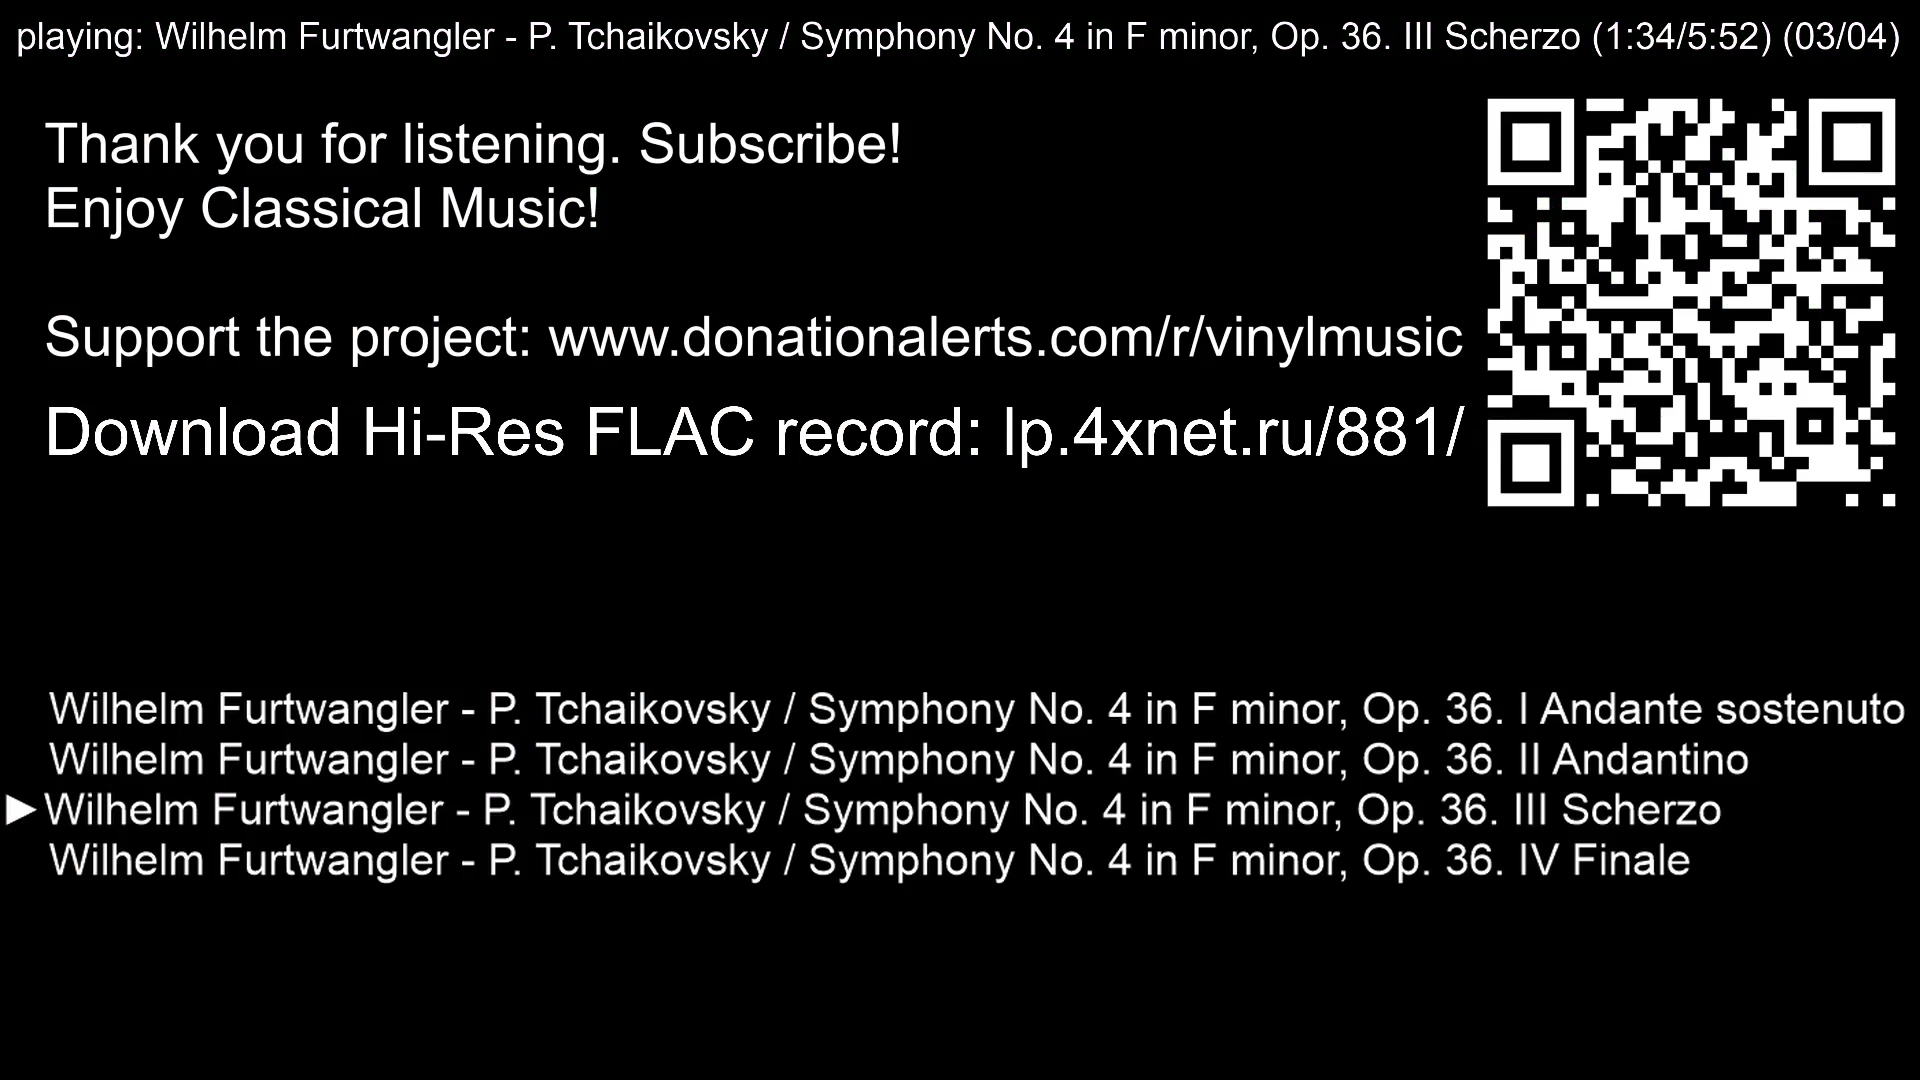 playing: Wilhelm Furtwangler - P. Tchaikovsky / Symphony No. 4 in F minor, Op. 36. III Scherzo (1:34/5:52) (03/04)
Thank you for listening. Subscribe!
Enjoy Classical Music!
Support the project: www.donationalerts.com/r/vinylmusic
Download Hi-Res FLAC record: lp.4xnet.ru/881/
Wilhelm Furtwangler - P. Tchaikovsky / Symphony No. 4 in F minor, Op. 36. I Andante sostenuto
Wilhelm Furtwangler - P. Tchaikovsky / Symphony No. 4 in F minor, Op. 36. II Andantino
►Wilhelm Furtwangler - P. Tchaikovsky / Symphony No. 4 in F minor, Op. 36. III Scherzo
Wilhelm Furtwangler - P. Tchaikovsky / Symphony No. 4 in F minor, Op. 36. IV Finale